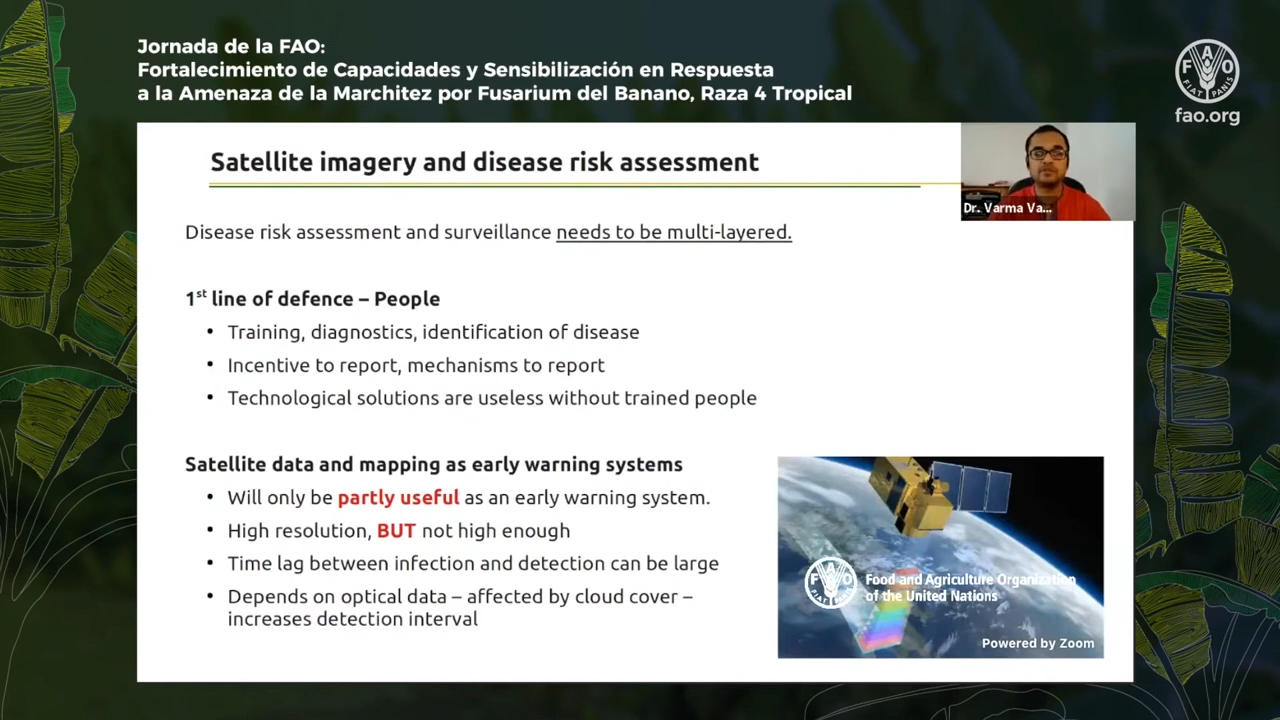 Jornada de la FAO:
Fortalecimiento de Capacidades y Sensibilización en Respuesta
a la Amenaza de la Marchitez por Fusarium del Banano, Raza 4 Tropical
FAO
FIAT PANIS
fao.org
Satellite imagery and disease risk assessment
Dr. Varma Va...
Disease risk assessment and surveillance needs to be multi-layered.
1st line of defence – People
• Training, diagnostics, identification of disease
• Incentive to report, mechanisms to report
• Technological solutions are useless without trained people
Satellite data and mapping as early warning systems
• Will only be partly useful as an early warning system.
• High resolution, BUT not high enough
• Time lag between infection and detection can be large
• Depends on optical data – affected by cloud cover –
increases detection interval
FAO
FIAT PANIS
Food and Agriculture Organization
of the United Nations
Powered by Zoom